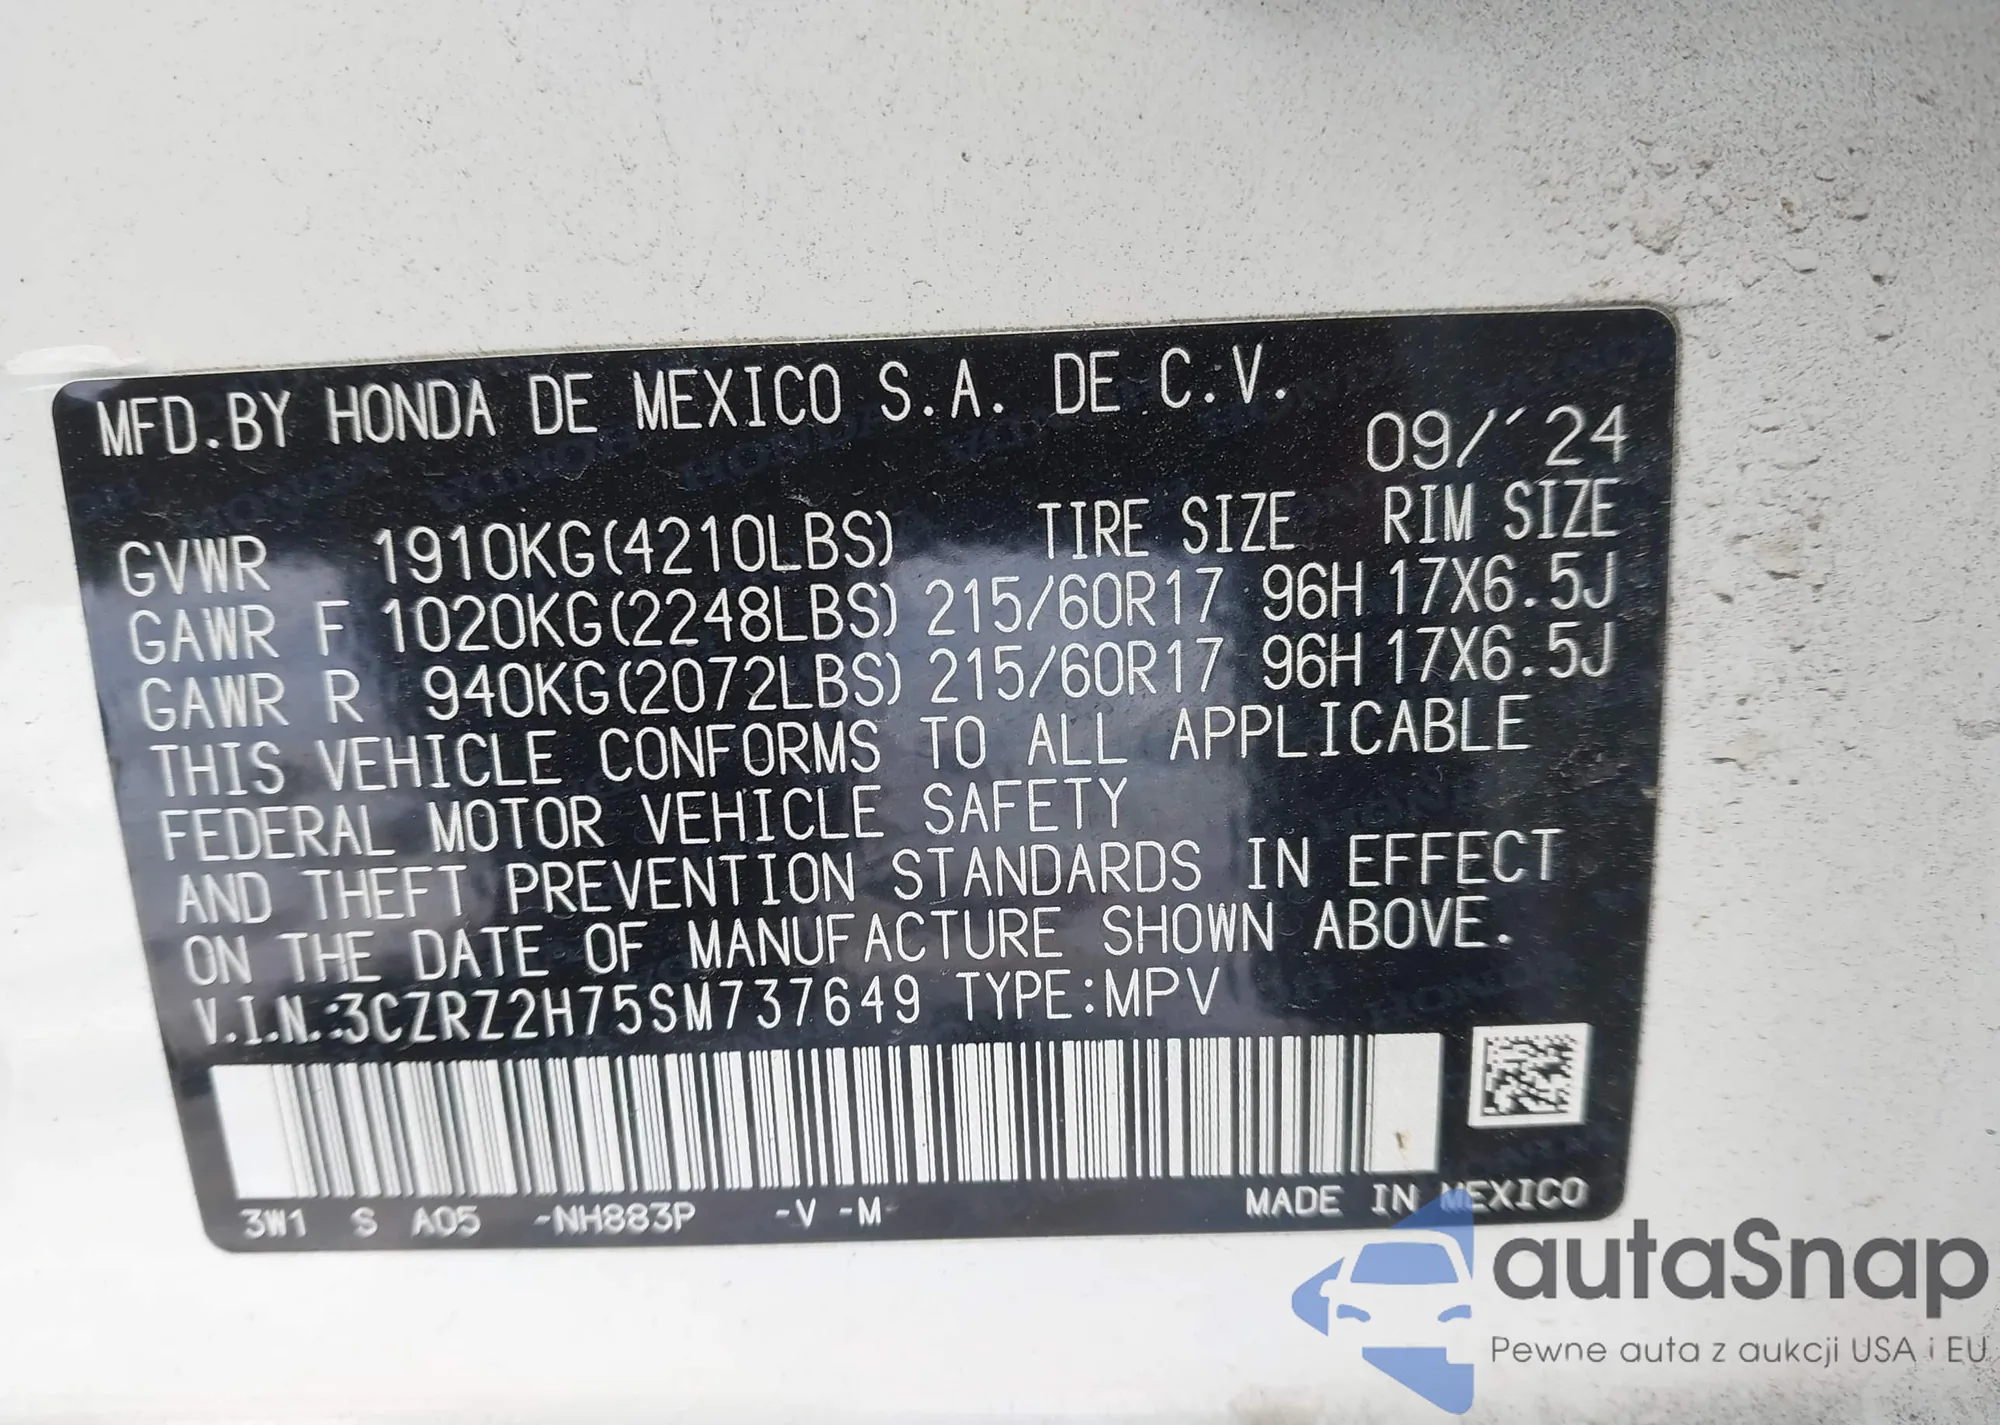 MFD.BY HONDA DE MEXICO S.A. DE C.V.
09/´24
GVWR 1910KG(4210LBS) TIRE SIZE RIM SIZE
GAWR F 1020KG(2248LBS) 215/60R17 96H 17X6.5J
GAWR R 940KG(2072LBS) 215/60R17 96H 17X6.5J
THIS VEHICLE CONFORMS TO ALL APPLICABLE
FEDERAL MOTOR VEHICLE SAFETY
AND THEFT PREVENTION STANDARDS IN EFFECT
ON THE DATE OF MANUFACTURE SHOWN ABOVE.
V.I.N.:3CZRZ2H75SM737649 TYPE:MPV
3W1 S A05 -NH883P -V -M MADE IN MEXICO
autaSnap
Pewne auta z aukcji USA i EU